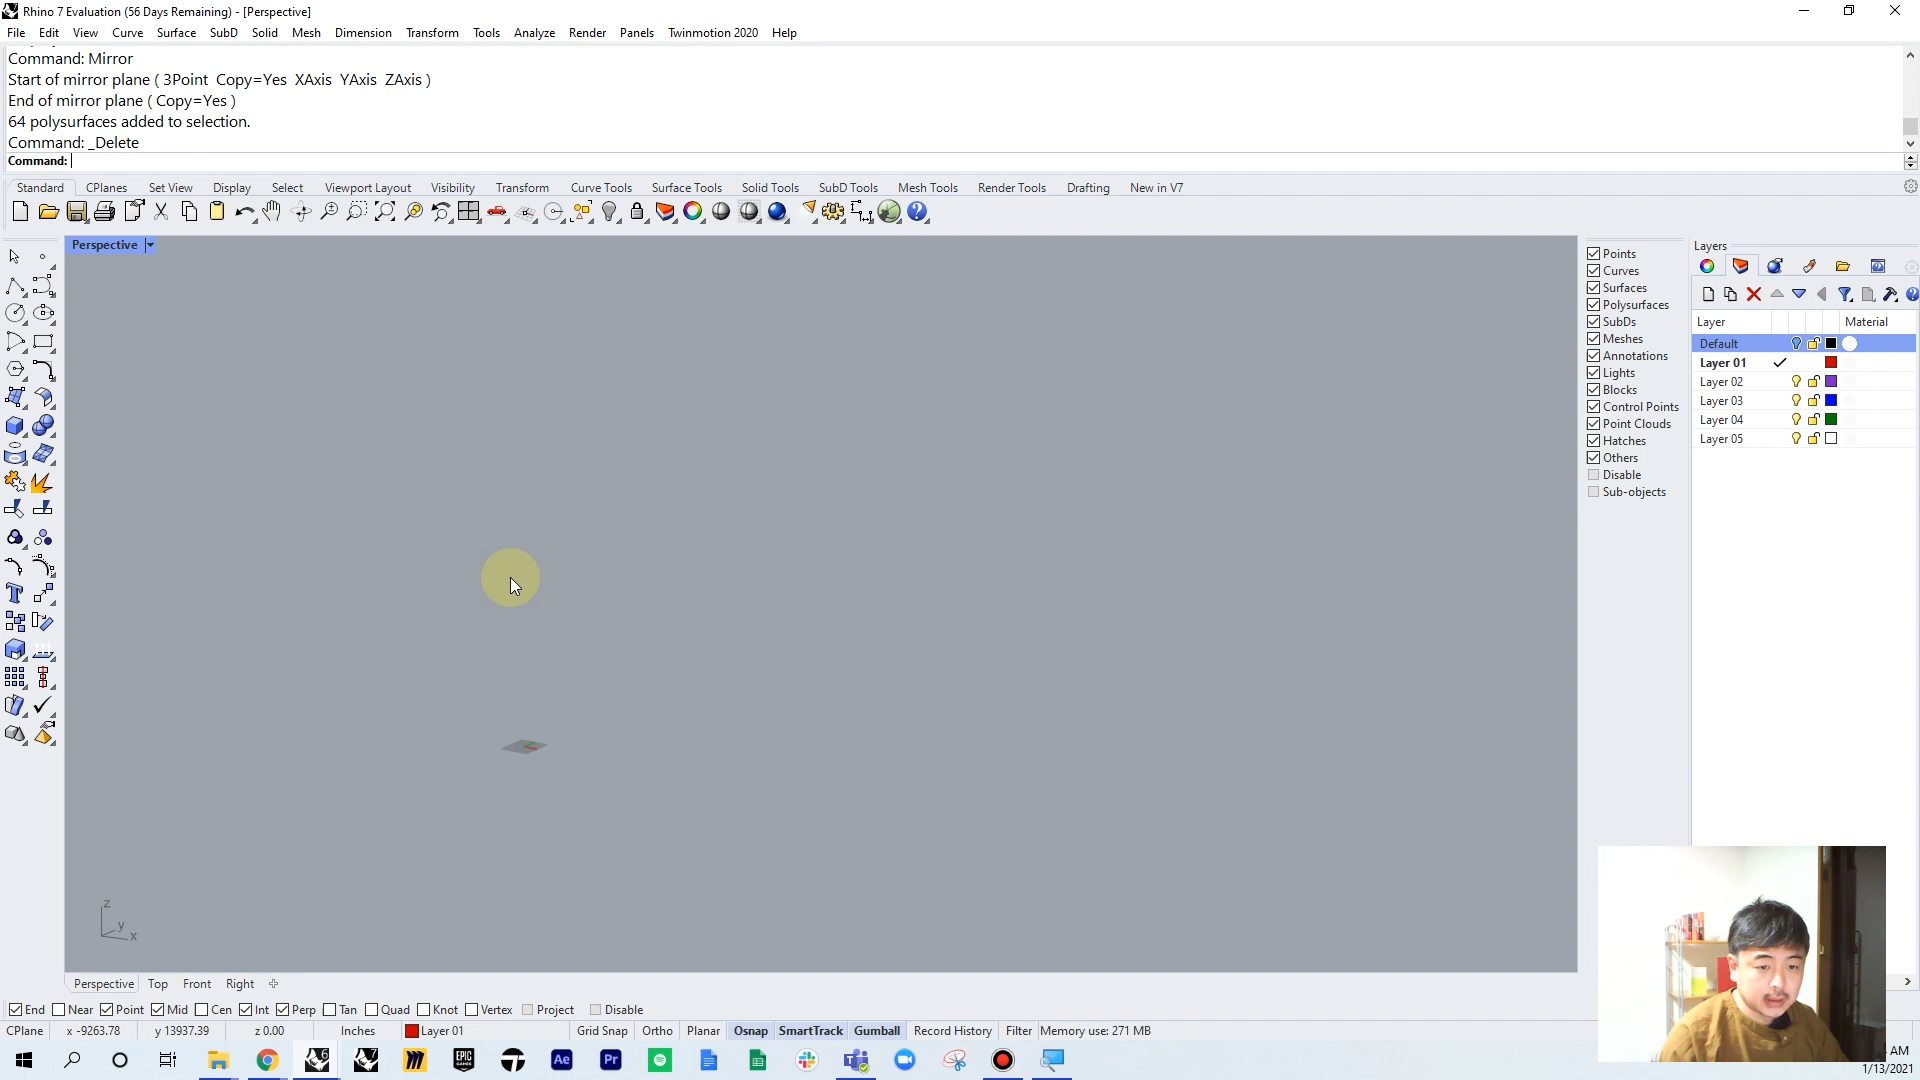 Rhino 7 Evaluation (56 Days Remaining) - [Perspective]
File Edit View Curve Surface SubD Solid Mesh Dimension Transform Tools Analyze Render Panels Twinmotion 2020 Help
Command: Mirror
Start of mirror plane ( 3Point Copy=Yes XAxis YAxis ZAxis )
End of mirror plane ( Copy=Yes )
64 polysurfaces added to selection.
Command: _Delete
Command:
Standard CPlanes Set View Display Select Viewport Layout Visibility Transform Curve Tools Surface Tools Solid Tools SubD Tools Mesh Tools Render Tools Drafting New in V7
Perspective
Points
Curves
Surfaces
Polysurfaces
SubDs
Meshes
Annotations
Lights
Blocks
Control Points
Point Clouds
Hatches
Others
Disable
Sub-objects
Layers
Layer Material
Default
Layer 01
Layer 02
Layer 03
Layer 04
Layer 05
z
y
x
Perspective Top Front Right
End Near Point Mid Cen Int Perp Tan Quad Knot Vertex Project Disable
CPlane x -9263.78 y 13937.39 z 0.00 Inches Layer 01 Grid Snap Ortho Planar Osnap SmartTrack Gumball Record History Filter Memory use: 271 MB
6 7 EPIC GAMES Ae Pr
AM
1/13/2021